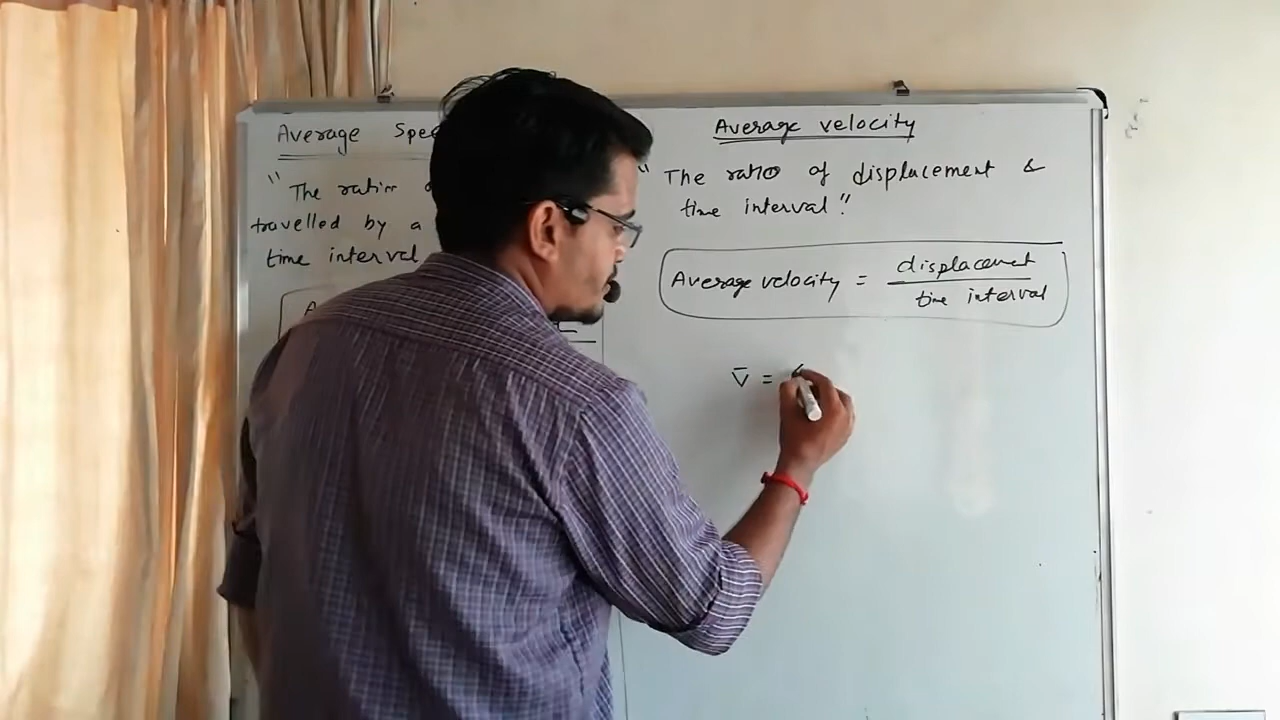 Average Spe
"The ratio
travelled by a
time interval
A
Average velocity
"The ratio of displacement &
time interval."
Average velocity = displacement
time interval
v̄ =